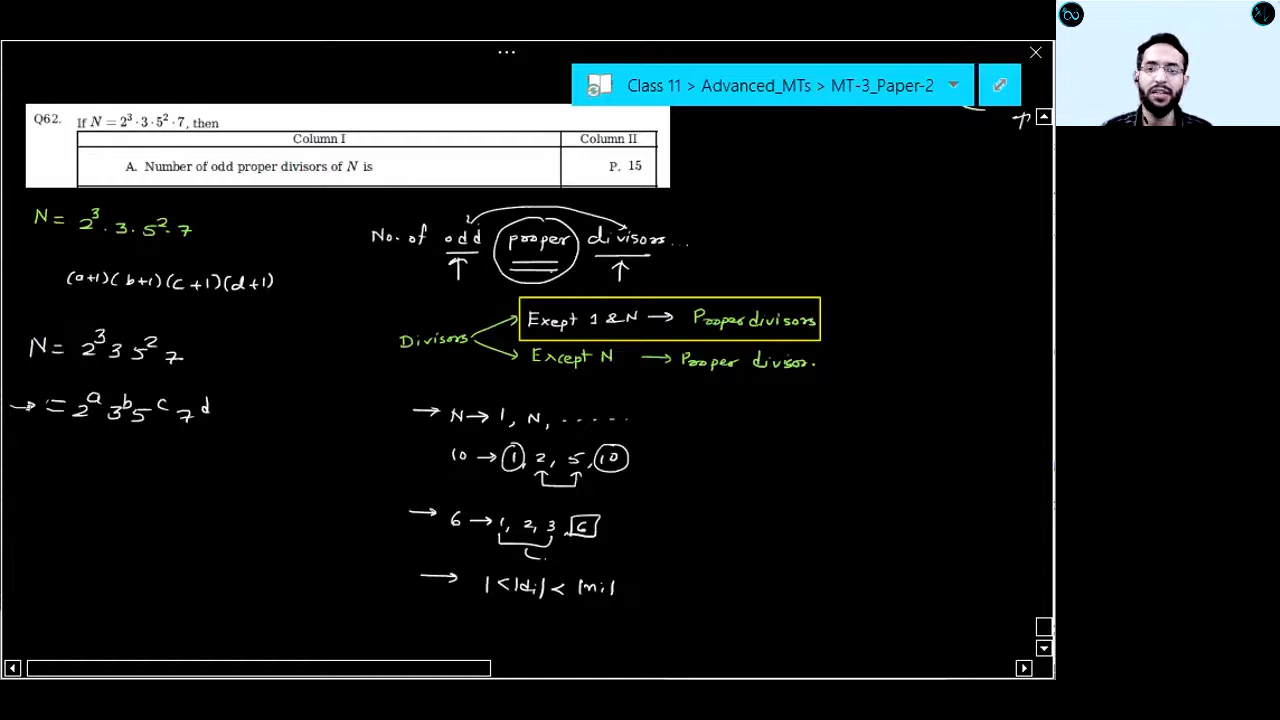 Class 11 > Advanced_MTs > MT-3_Paper-2
Q62. If N = 2³ · 3 · 5² · 7, then
Column I Column II
A. Number of odd proper divisors of N is P. 15
N = 2³ · 3 · 5² · 7
(a+1)(b+1)(c+1)(d+1)
N = 2³ 3 5² 7
→ = 2ᵃ 3ᵇ 5ᶜ 7ᵈ
No. of odd proper divisors...
Divisors
Exept 1 & N → Proper divisors
Except N → Proper divisor.
→ N → 1, N, ......
10 → 1, 2, 5, 10
→ 6 → 1, 2, 3, 6
→ 1 < |di| < |ni|